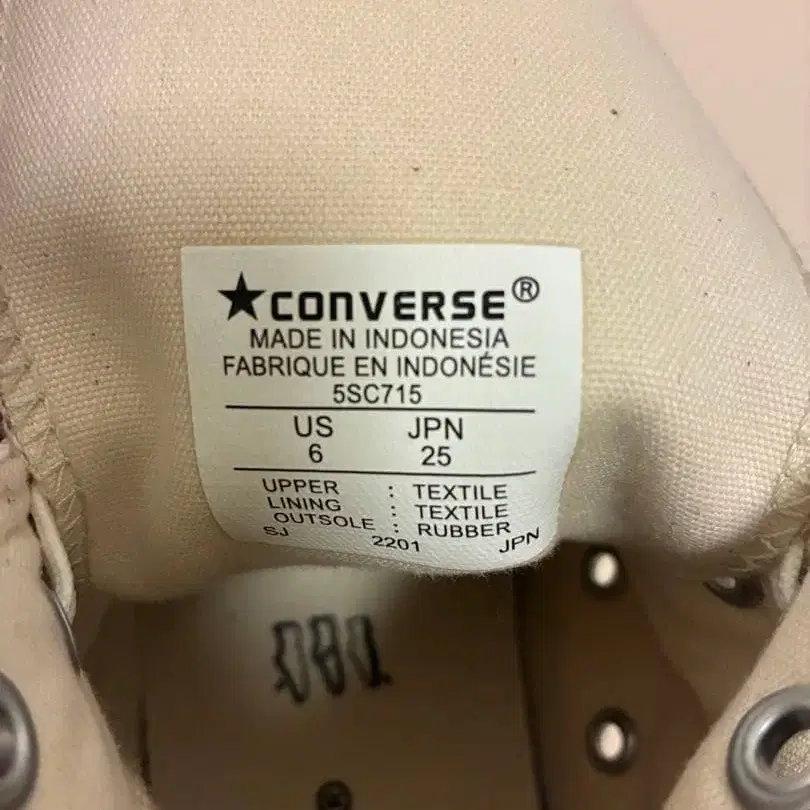 ★CONVERSE®
MADE IN INDONESIA
FABRIQUE EN INDONÉSIE
5SC715
US JPN
6 25
UPPER : TEXTILE
LINING : TEXTILE
OUTSOLE : RUBBER
SJ 2201 JPN